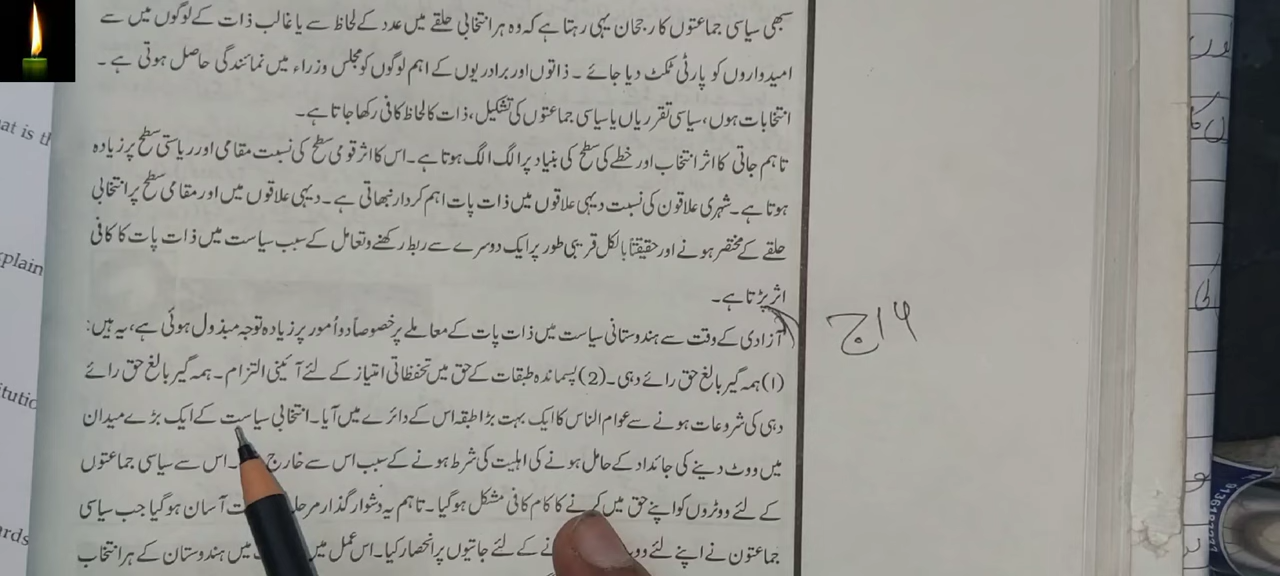 سبھی سیاسی جماعتوں کا رجحان یہی رہتا ہے کہ وہ ہر انتخابی حلقے میں عدد کے لحاظ سے یا غالب ذات کے لوگوں میں سے
امیدواروں کو پارٹی ٹکٹ دیا جائے ۔ ذاتوں اور برادریوں کے اہم لوگوں کو مجلس وزراء میں نمائندگی حاصل ہوتی ہے ۔
انتخابات ہوں، سیاسی تقرریاں یا سیاسی جماعتوں کی تشکیل، ذات کا لحاظ کافی رکھا جاتا ہے۔
تاہم جاتی کا اثر انتخاب اور خطے کی سطح کی بنیاد پر الگ الگ ہوتا ہے۔ اس کا اثر قومی سطح کی نسبت مقامی اور ریاستی سطح پر زیادہ
ہوتا ہے۔ شہری علاقون کی نسبت دیہی علاقوں میں ذات پات اہم کردار نبھاتی ہے۔ دیہی علاقوں میں اور مقامی سطح پر انتخابی
حلقے کے مختصر ہونے اور حقیقتاً بالکل قریبی طور پر ایک دوسرے سے ربط رکھنے و تعامل کے سبب سیاست میں ذات پات کا کافی
اثر پڑتا ہے۔
آزادی کے وقت سے ہندوستانی سیاست میں ذات پات کے معاملے پر خصوصاً دو اُمور پر زیادہ توجہ مبذول ہوئی ہے، یہ ہیں:
(۱) ہمہ گیر بالغ حق رائے دہی۔ (2) پسماندہ طبقات کے حق میں تحفظاتی امتیاز کے لئے آئینی التزام۔ ہمہ گیر بالغ حق رائے
دہی کی شروعات ہونے سے عوام الناس کا ایک بہت بڑا طبقہ اس کے دائرے میں آیا۔ انتخابی سیاست کے ایک بڑے میدان
میں ووٹ دینے کی جائداد کے حامل ہونے کی اہلیت کی شرط ہونے کے سبب اس سے خارج ۔ اس سے سیاسی جماعتوں
کے لئے ووٹروں کو اپنے حق میں کرنے کا کام کافی مشکل ہوگیا۔ تاہم یہ دشوار گذار آسان ہوگیا جب سیاسی
جماعتون نے اپنے لئے نے کے لئے جاتیوں پر انحصار کیا۔ اس عمل میں میں ہندوستان کے ہر انتخاب
plain